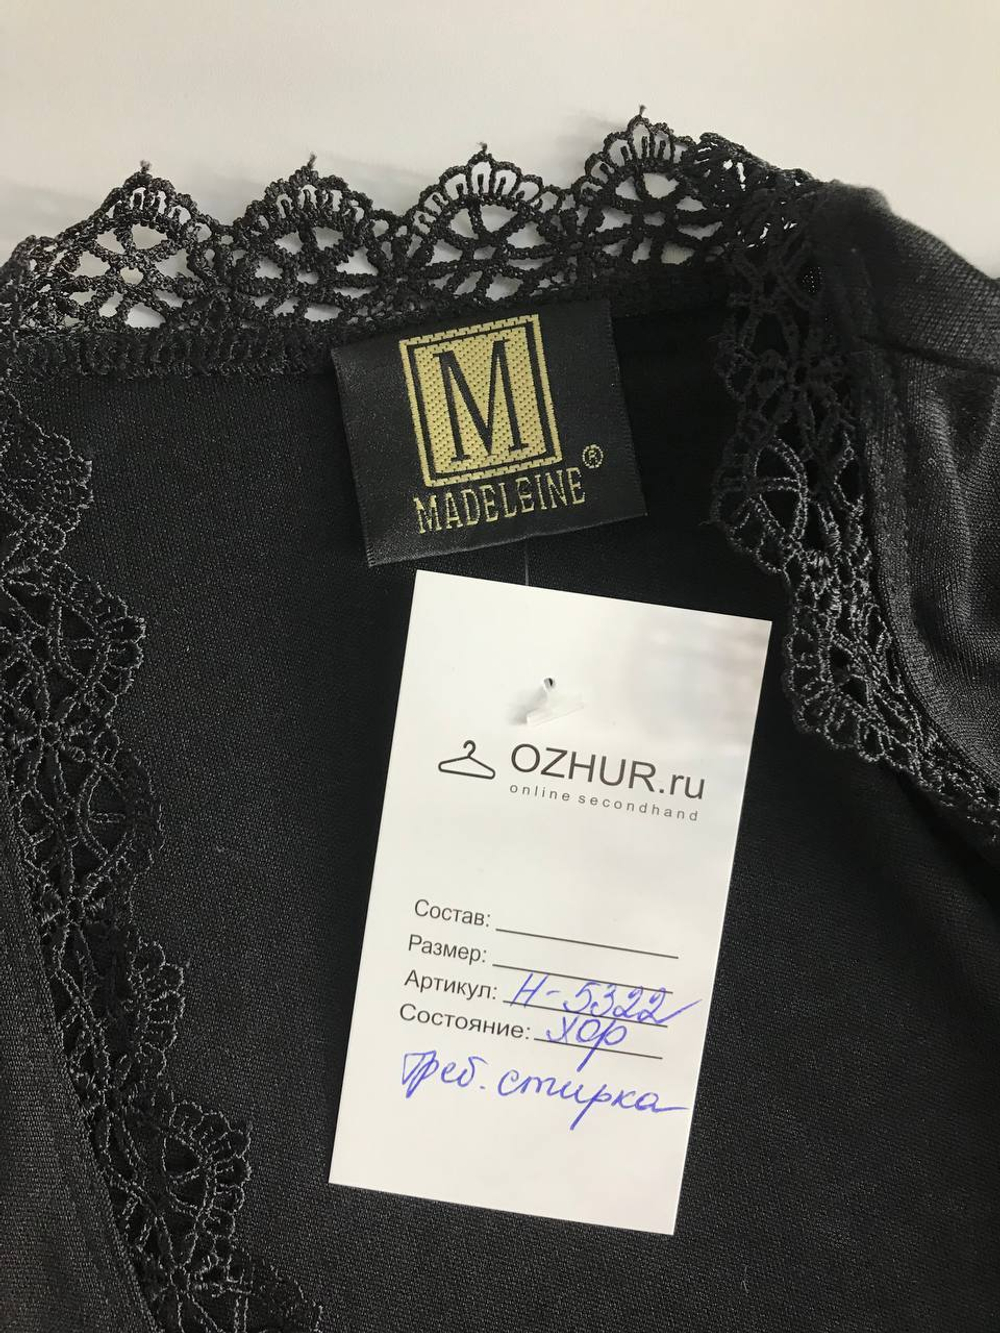 M
MADELEINE®
OZHUR.ru
online secondhand
Состав:
Размер:
Артикул: Н-5322
Состояние: хор
Треб. стирка